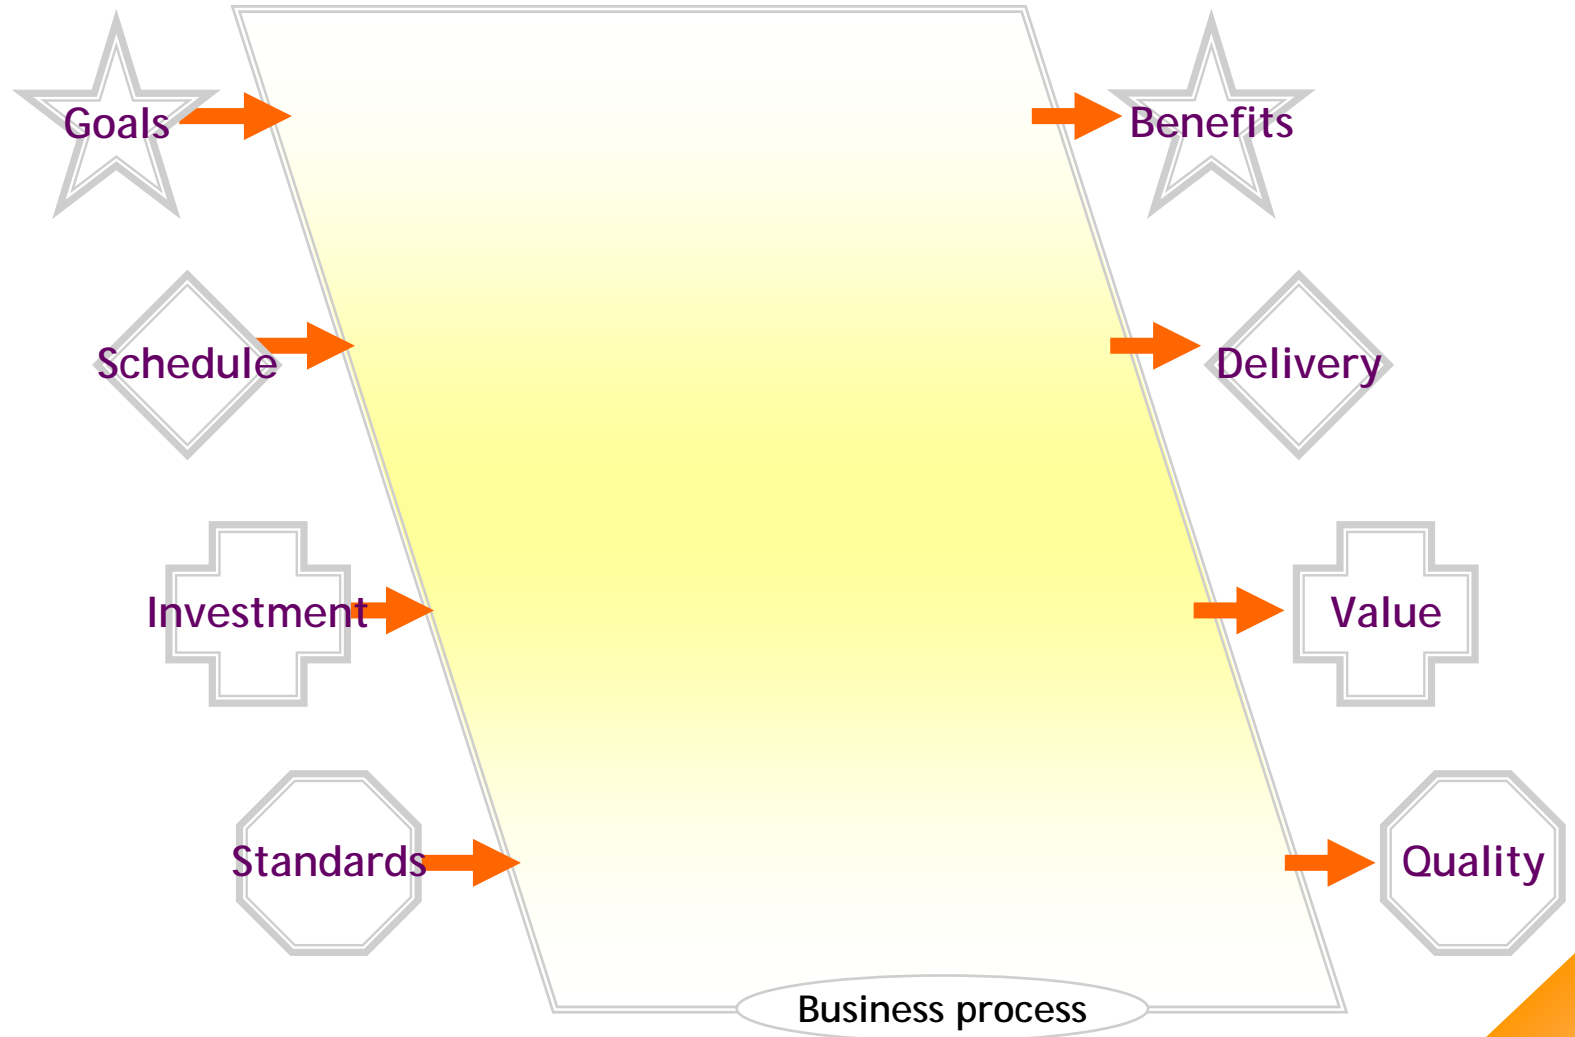 Goals
Benefits
Schedule
Delivery
Investment
Value
Standards
Quality
Business process